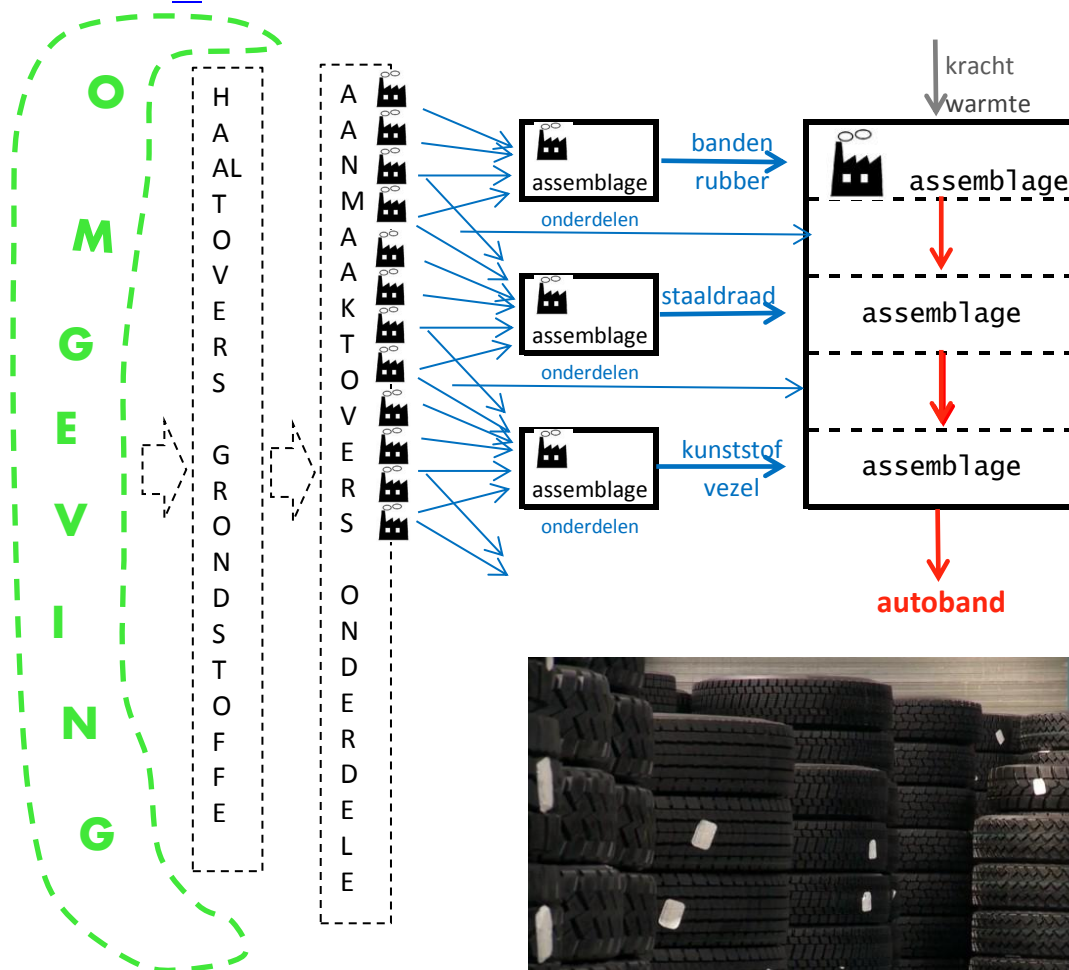 OMGEVING
HAALTOVERS GRONDSTOFFE
AANMAAKTOVERS ONDERDELE
kracht
warmte
assemblage
banden
rubber
assemblage
onderdelen
assemblage
staaldraad
assemblage
onderdelen
assemblage
kunststof
vezel
assemblage
onderdelen
autoband